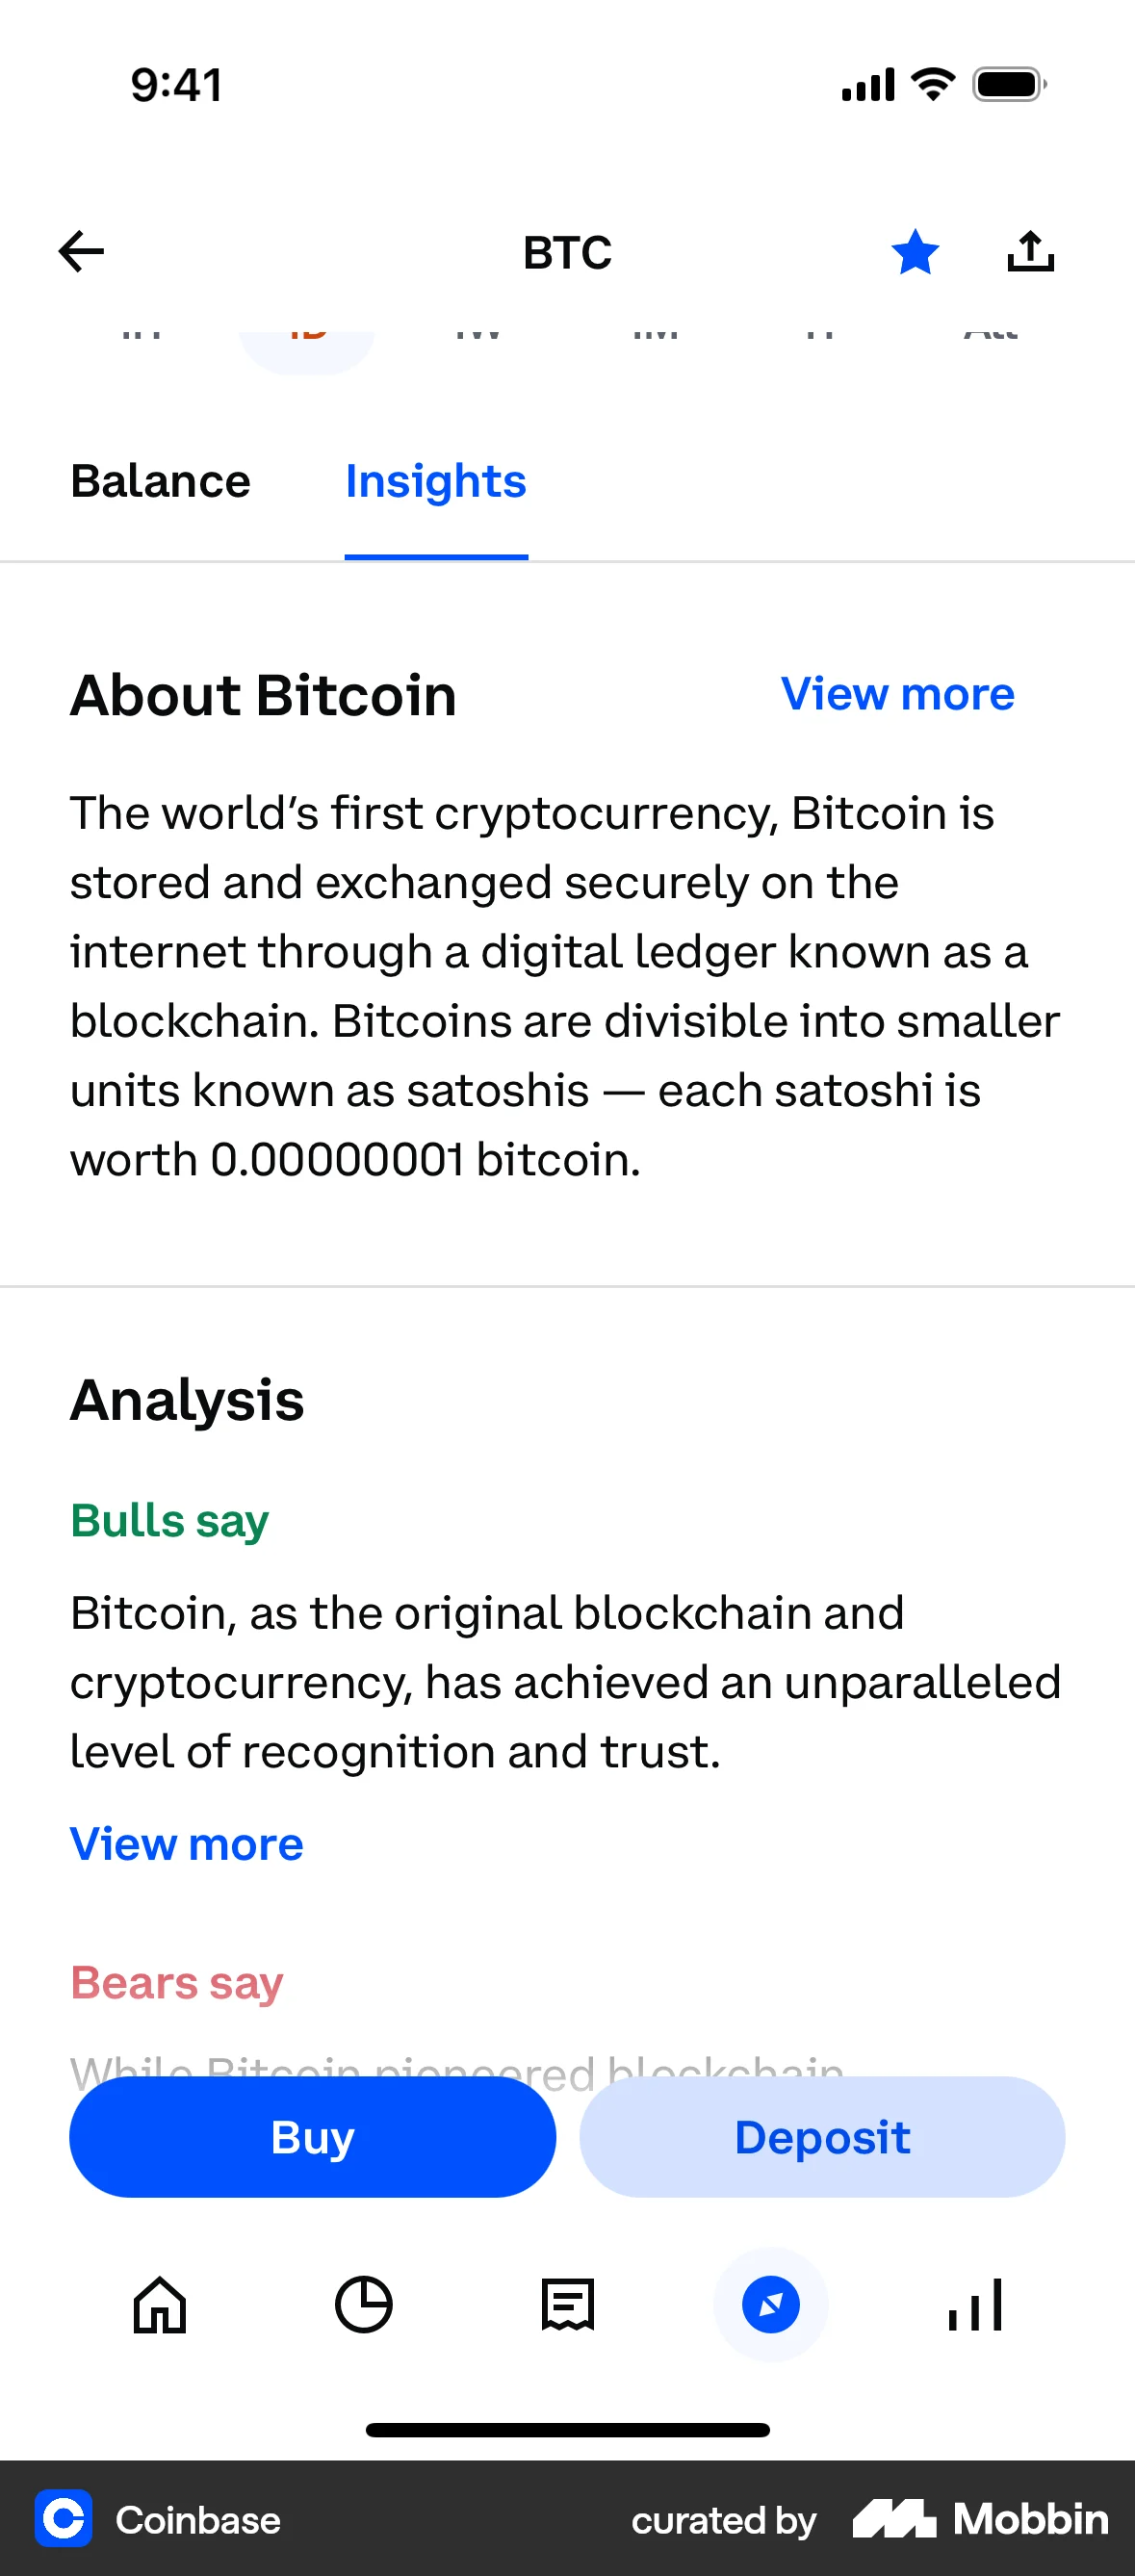 9:41
BTC
1D
All
Balance
Insights
About Bitcoin
View more
The world’s first cryptocurrency, Bitcoin is
stored and exchanged securely on the
internet through a digital ledger known as a
blockchain. Bitcoins are divisible into smaller
units known as satoshis — each satoshi is
worth 0.00000001 bitcoin.
Analysis
Bulls say
Bitcoin, as the original blockchain and
cryptocurrency, has achieved an unparalleled
level of recognition and trust.
View more
Bears say
While Bitcoin pioneered blockchain
Buy
Deposit
Coinbase
curated by
Mobbin